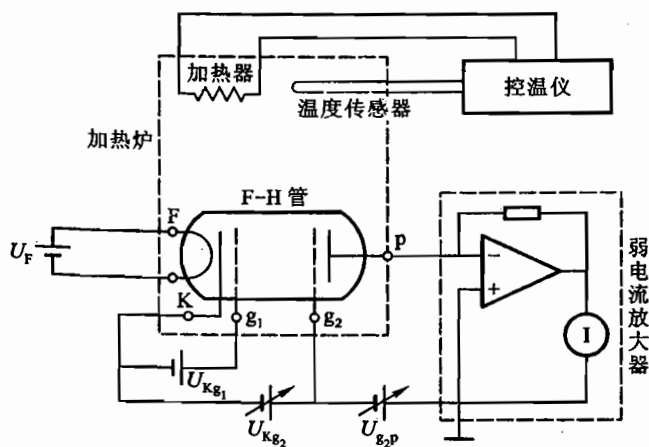 加热器
控温仪
温度传感器
加热炉
F-H 管
F
p
U_F
K
g₁
g₂
−
+
I
弱电流放大器
U_Kg₁
U_Kg₂
U_g₂p